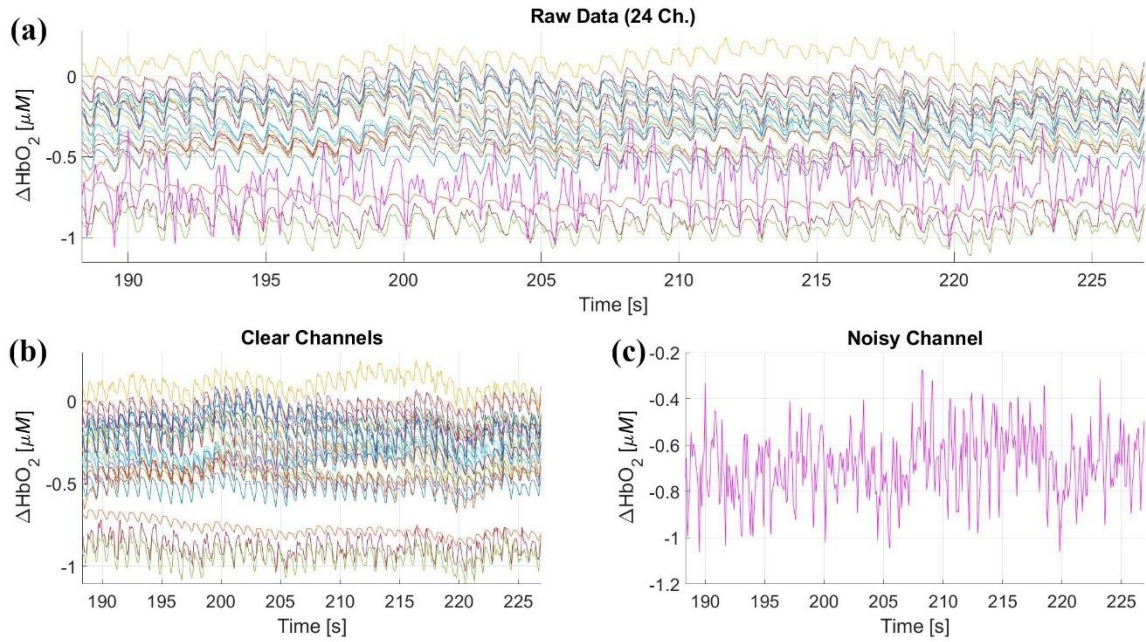 (a)
Raw Data (24 Ch.)
ΔHbO₂ [μM]
0
-0.5
-1
190 195 200 205 210 215 220 225
Time [s]
(b)
Clear Channels
ΔHbO₂ [μM]
0
-0.5
-1
190 195 200 205 210 215 220 225
Time [s]
(c)
Noisy Channel
ΔHbO₂ [μM]
-0.2
-0.4
-0.6
-0.8
-1
-1.2
190 195 200 205 210 215 220 225
Time [s]